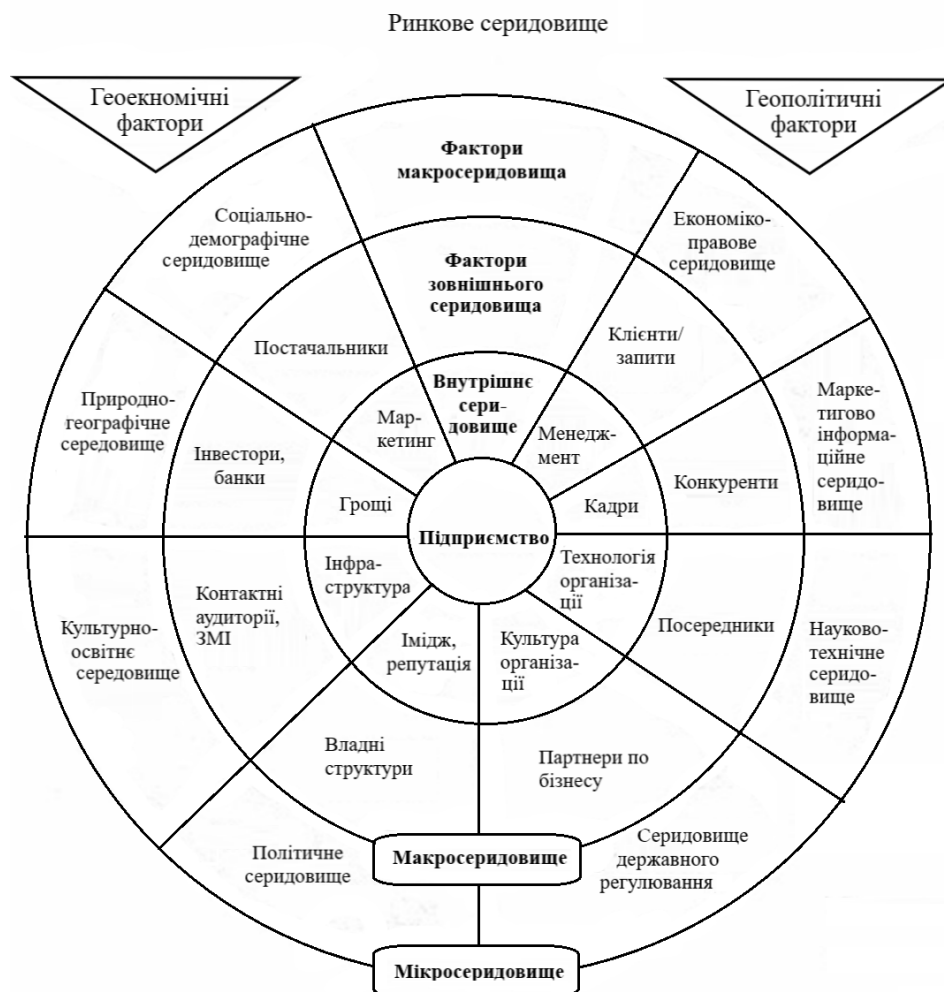 Ринкове серидовище
Геоекномічні
фактори
Геополітичні
фактори
Фактори
макросеридовища
Соціально-
демографічне
серидовище
Економіко-
правове
серидовище
Фактори
зовнішнього
серидовища
Постачальники
Клієнти/
запити
Природно-
географічне
середовище
Внутрішнє
сери-
довище
Мар-
кетинг
Менедж-
мент
Марке-
тигово
інформа-
ційне
серидо-
вище
Інвестори,
банки
Грощі
Кадри
Конкуренти
Підприємство
Культурно-
освітнє
середовище
Контактні
аудиторії,
ЗМІ
Інфра-
структура
Імідж,
репутація
Культура
організа-
ції
Технологія
організа-
ції
Посередники
Науково-
технічне
серидо-
вище
Владні
структури
Партнери по
бізнесу
Політичне
серидовище
Макросеридовище
Серидовище
державного
регулювання
Мікросеридовище